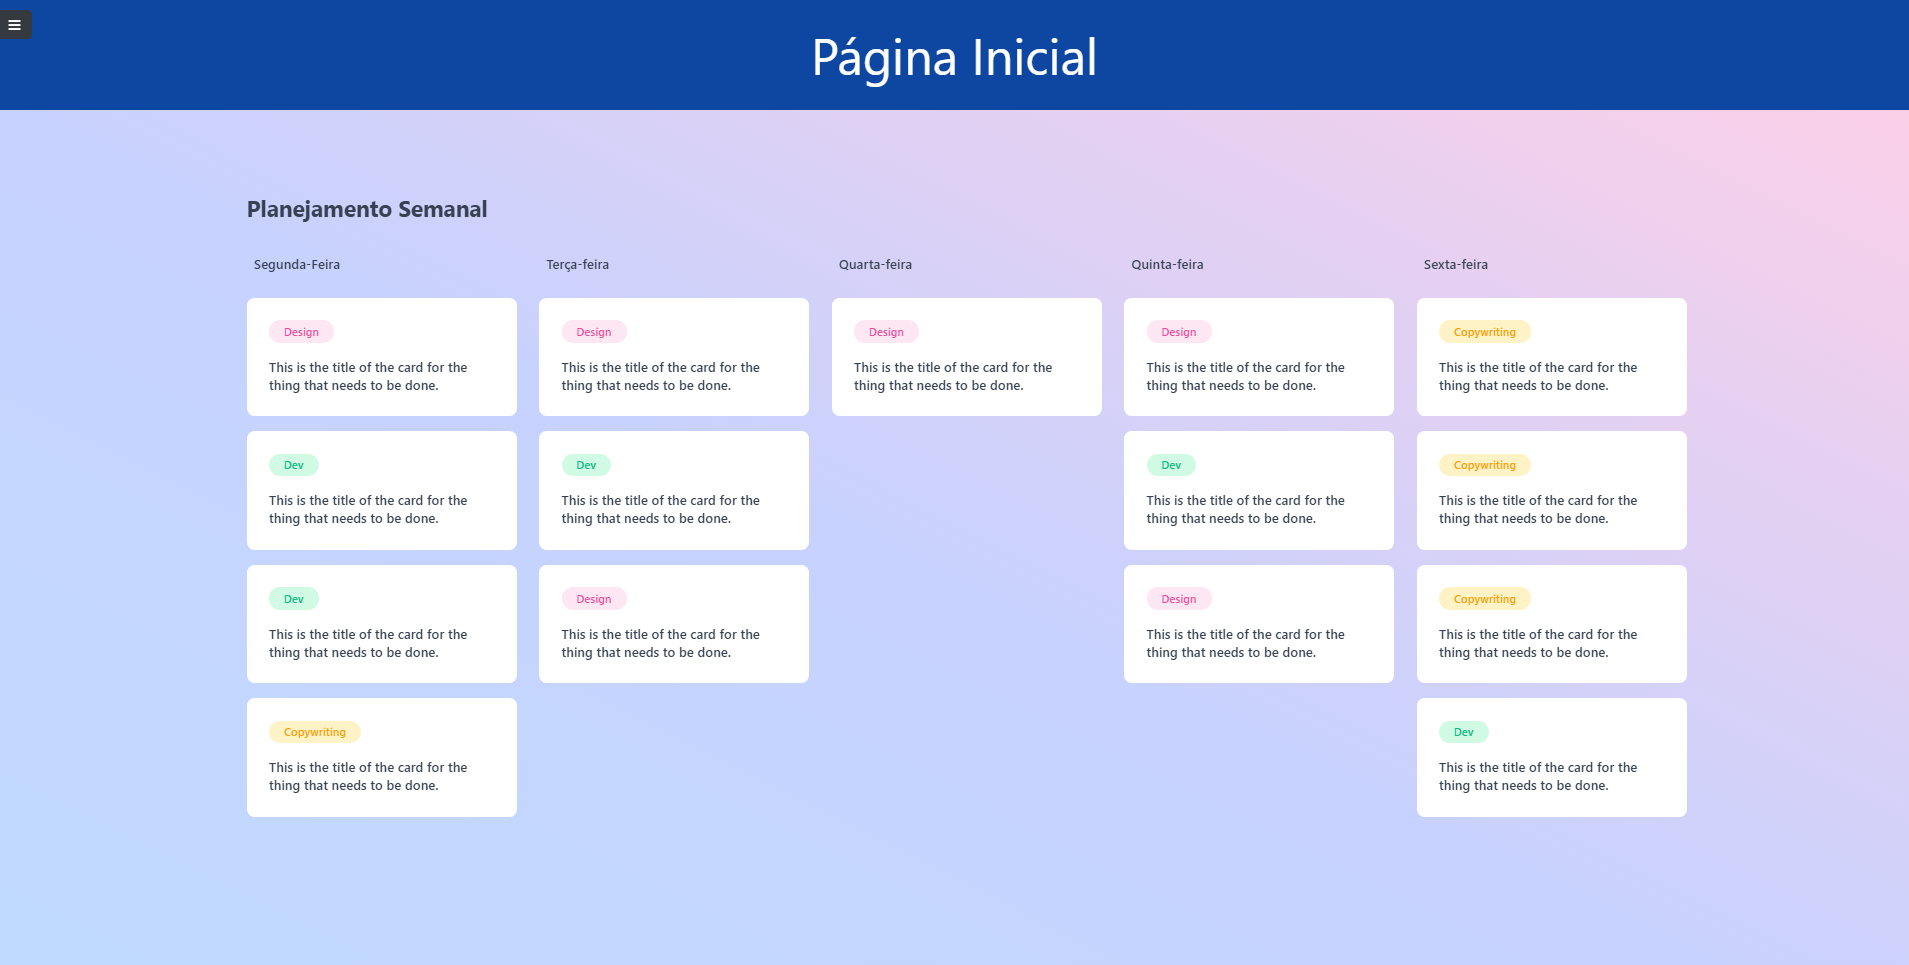 Página Inicial
Planejamento Semanal
Segunda-Feira
Design
This is the title of the card for the
thing that needs to be done.
Dev
This is the title of the card for the
thing that needs to be done.
Dev
This is the title of the card for the
thing that needs to be done.
Copywriting
This is the title of the card for the
thing that needs to be done.
Terça-feira
Design
This is the title of the card for the
thing that needs to be done.
Dev
This is the title of the card for the
thing that needs to be done.
Design
This is the title of the card for the
thing that needs to be done.
Quarta-feira
Design
This is the title of the card for the
thing that needs to be done.
Quinta-feira
Design
This is the title of the card for the
thing that needs to be done.
Dev
This is the title of the card for the
thing that needs to be done.
Design
This is the title of the card for the
thing that needs to be done.
Sexta-feira
Copywriting
This is the title of the card for the
thing that needs to be done.
Copywriting
This is the title of the card for the
thing that needs to be done.
Copywriting
This is the title of the card for the
thing that needs to be done.
Dev
This is the title of the card for the
thing that needs to be done.